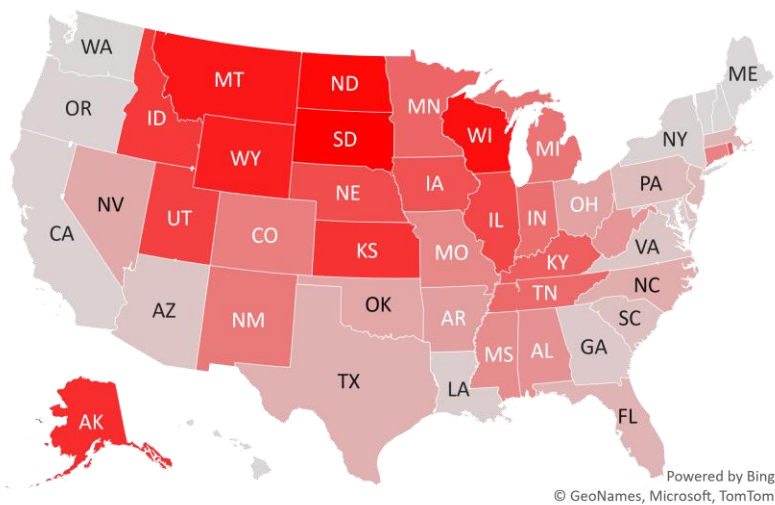 WA
ME
MT
ND
MN
OR
ID
WI
NY
SD
MI
WY
PA
IA
NE
NV
OH
UT
IL
IN
CA
CO
VA
KS
MO
KY
NC
TN
OK
AZ
NM
AR
SC
GA
MS
AL
TX
LA
FL
AK
Powered by Bing
© GeoNames, Microsoft, TomTom